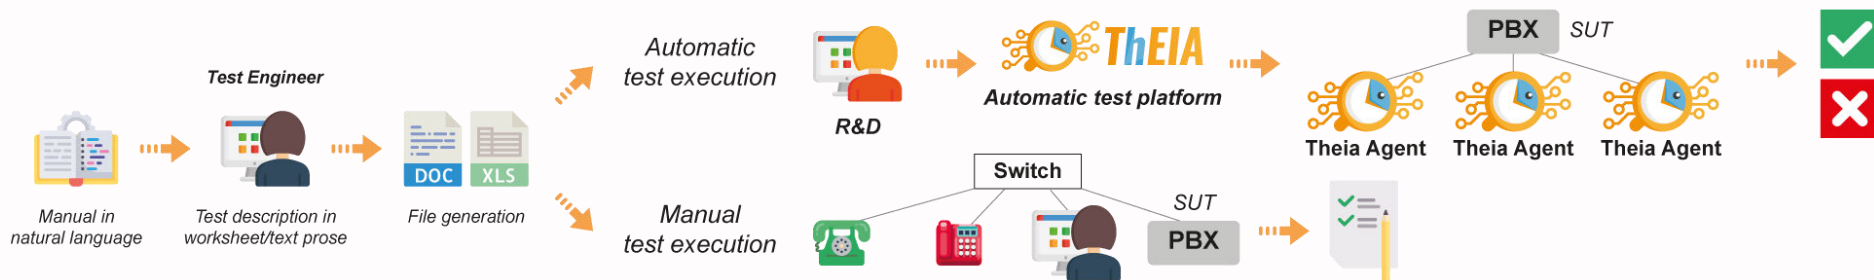 Manual in
natural language
Test Engineer
Test description in
worksheet/text prose
DOC
XLS
File generation
Automatic
test execution
R&D
ThEIA
Automatic test platform
PBX
SUT
Theia Agent
Theia Agent
Theia Agent
Manual
test execution
Switch
SUT
PBX